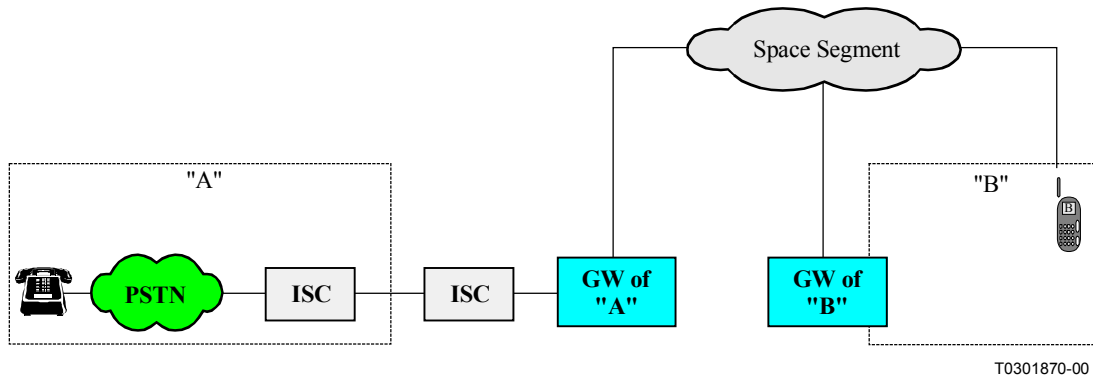 Space Segment
"A"
"B"
B
PSTN
ISC
ISC
GW of
"A"
GW of
"B"
T0301870-00